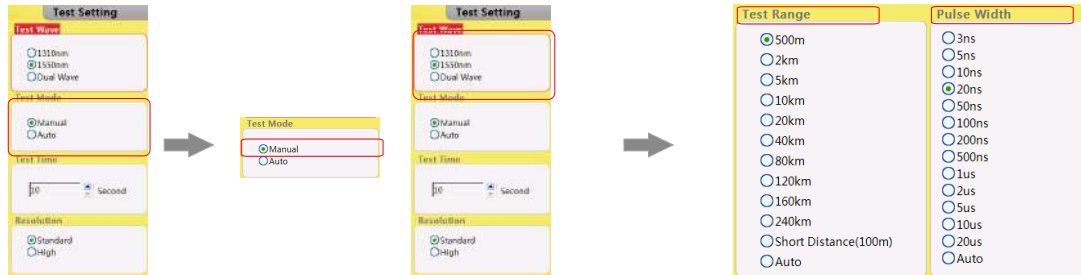 Test Setting
Test Wave
1310nm
1550nm
Dual Wave
Test Mode
Manual
Auto
Test Time
10 Second
Resolution
Standard
High
Test Mode
Manual
Auto
Test Setting
Test Wave
1310nm
1550nm
Dual Wave
Test Mode
Manual
Auto
Test Time
10 Second
Resolution
Standard
High
Test Range
500m
2km
5km
10km
20km
40km
80km
120km
160km
240km
Short Distance(100m)
Auto
Pulse Width
3ns
5ns
10ns
20ns
50ns
100ns
200ns
500ns
1us
2us
5us
10us
20us
Auto